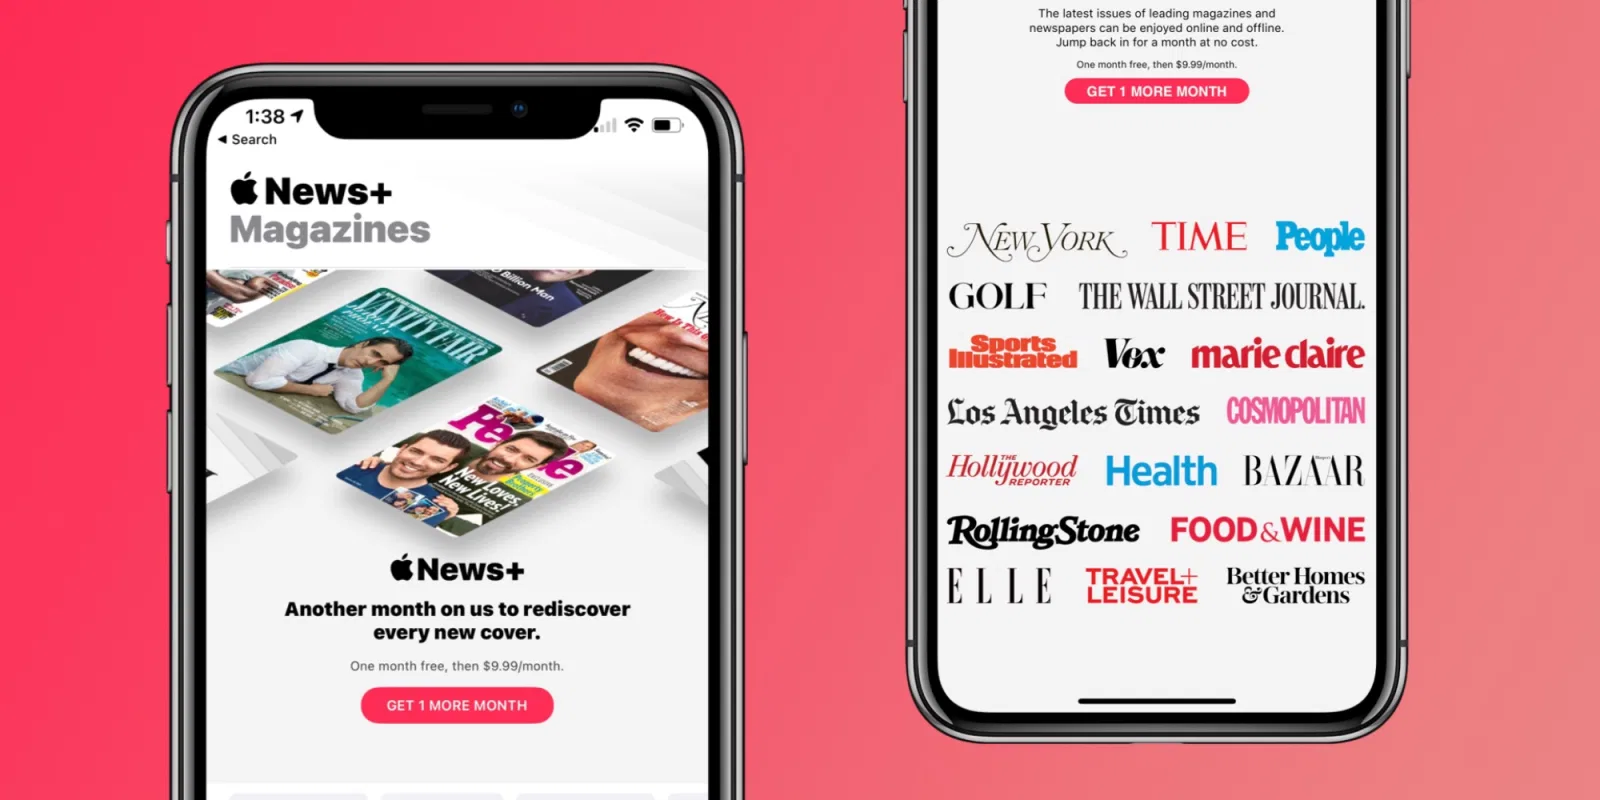 1:38
Search
News+
Magazines
Billion Man
VANITY FAIR
People
New Loves,
New Lives!
News+
Another month on us to rediscover
every new cover.
One month free, then $9.99/month.
GET 1 MORE MONTH
The latest issues of leading magazines and
newspapers can be enjoyed online and offline.
Jump back in for a month at no cost.
One month free, then $9.99/month.
GET 1 MORE MONTH
NEW YORK TIME People
GOLF THE WALL STREET JOURNAL.
Sports
Illustrated Vox marie claire
Los Angeles Times COSMOPOLITAN
THE
Hollywood
REPORTER Health BAZAAR
RollingStone FOOD&WINE
ELLE TRAVEL+
LEISURE Better Homes
&Gardens